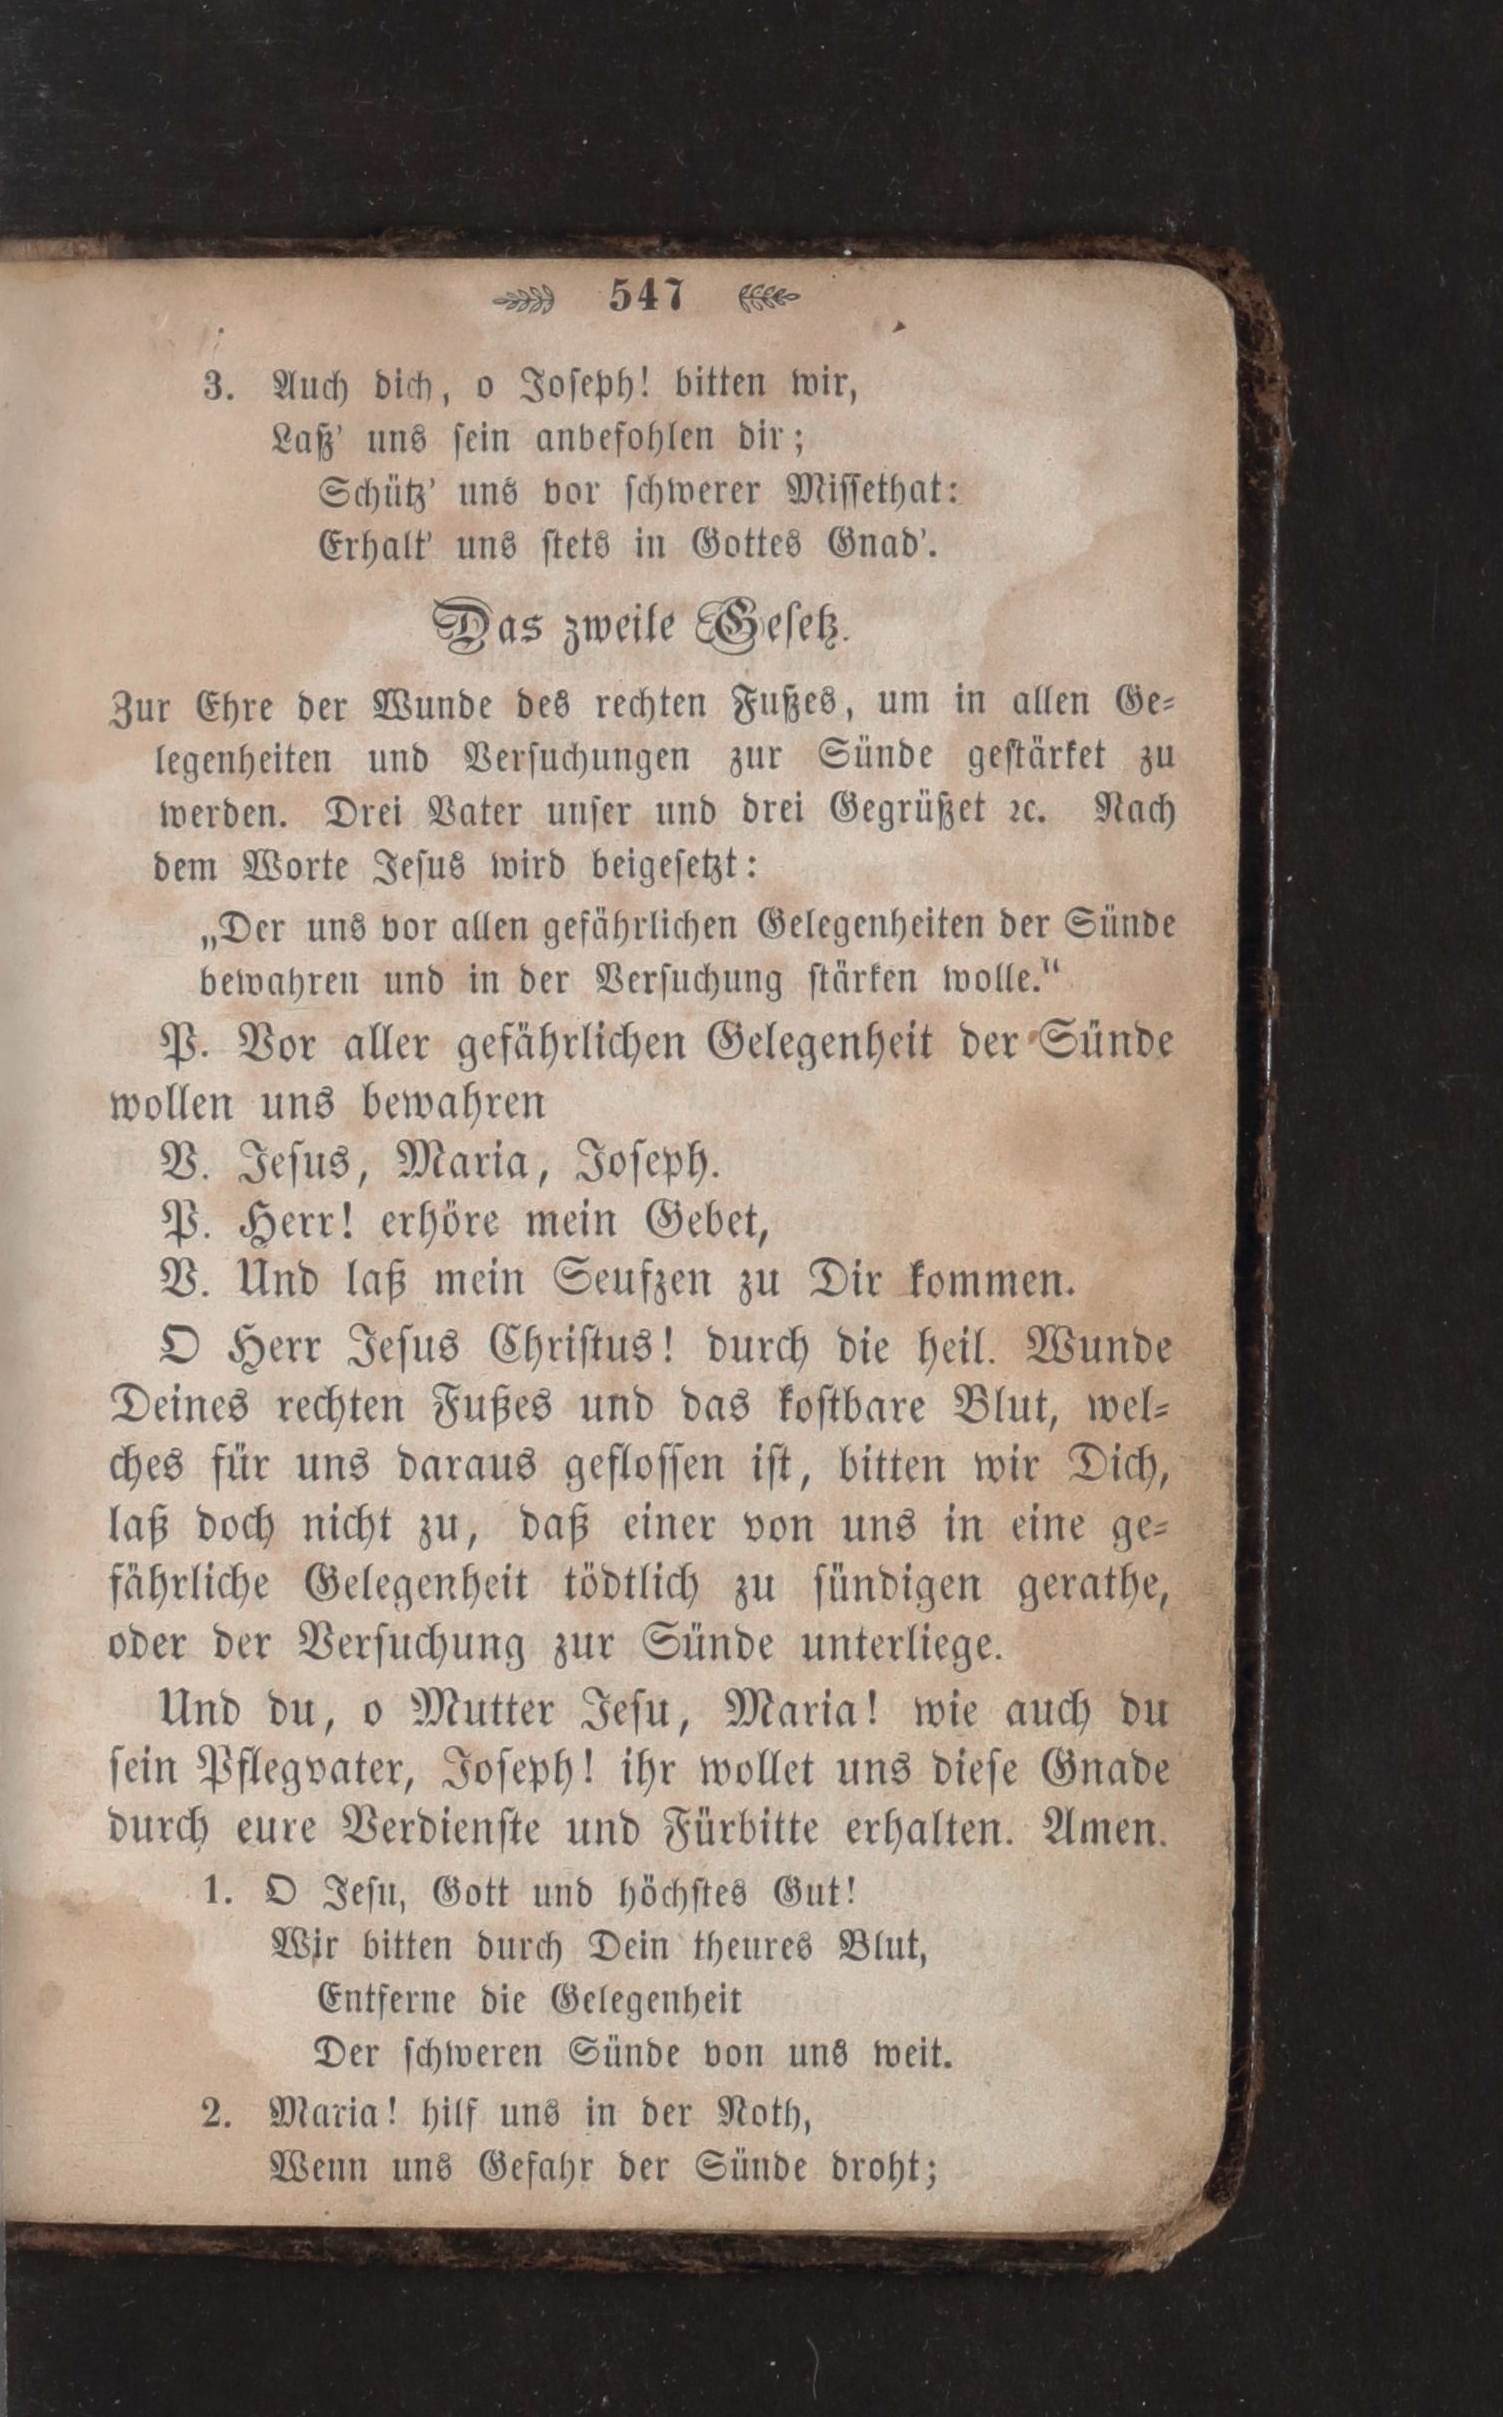 547
3. Auch dich, o Joseph! bitten wir,
Laß' uns sein anbefohlen dir;
Schütz' uns vor schwerer Missethat:
Erhalt' uns stets in Gottes Gnad'.
Das zweite Gesetz.
Zur Ehre der Wunde des rechten Fußes, um in allen Ge-
legenheiten und Versuchungen zur Sünde gestärket zu
werden. Drei Vater unser und drei Gegrüßet ꝛc. Nach
dem Worte Jesus wird beigesetzt:
„Der uns vor allen gefährlichen Gelegenheiten der Sünde
bewahren und in der Versuchung stärken wolle."
P. Vor aller gefährlichen Gelegenheit der Sünde
wollen uns bewahren
V. Jesus, Maria, Joseph.
P. Herr! erhöre mein Gebet,
V. Und laß mein Seufzen zu Dir kommen.
O Herr Jesus Christus! durch die heil. Wunde
Deines rechten Fußes und das kostbare Blut, wel-
ches für uns daraus geflossen ist, bitten wir Dich,
laß doch nicht zu, daß einer von uns in eine ge-
fährliche Gelegenheit tödtlich zu sündigen gerathe,
oder der Versuchung zur Sünde unterliege.
Und du, o Mutter Jesu, Maria! wie auch du
sein Pflegvater, Joseph! ihr wollet uns diese Gnade
durch eure Verdienste und Fürbitte erhalten. Amen.
1. O Jesu, Gott und höchstes Gut!
Wir bitten durch Dein theures Blut,
Entferne die Gelegenheit
Der schweren Sünde von uns weit.
2. Maria! hilf uns in der Noth,
Wenn uns Gefahr der Sünde droht;